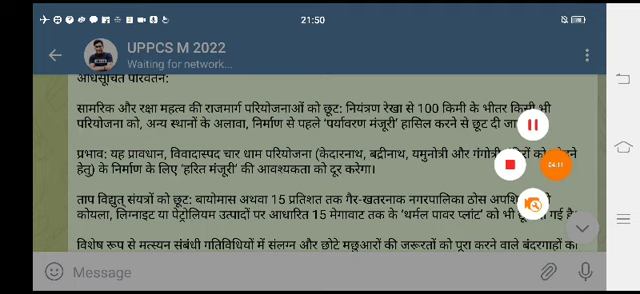 21:50
UPPCS M 2022
Waiting for network...
अधिसूचित परिवर्तन:
सामरिक और रक्षा महत्व की राजमार्ग परियोजनाओं को छूट: नियंत्रण रेखा से 100 किमी के भीतर किसी भी
परियोजना को, अन्य स्थानों के अलावा, निर्माण से पहले 'पर्यावरण मंजूरी' हासिल करने से छूट दी
04:11
प्रभाव: यह प्रावधान, विवादास्पद चार धाम परियोजना (केदारनाथ, बद्रीनाथ, यमुनोत्री और गंगोत्री
हेतु) के निर्माण के लिए 'हरित मंजूरी' की आवश्यकता को दूर करेगा।
ताप विद्युत् संयत्रों को छूट: बायोमास अथवा 15 प्रतिशत तक गैर-खतरनाक नगरपालिका ठोस
कोयला, लिग्नाइट या पेट्रोलियम उत्पादों पर आधारित 15 मेगावाट तक के 'थर्मल पावर प्लांट' को भी छूट दी गई है।
विशेष रूप से मत्स्यन संबंधी गतिविधियों में संलग्न और छोटे मछुआरों की जरूरतों को पूरा करने वाले बंदरगाहों को
Message